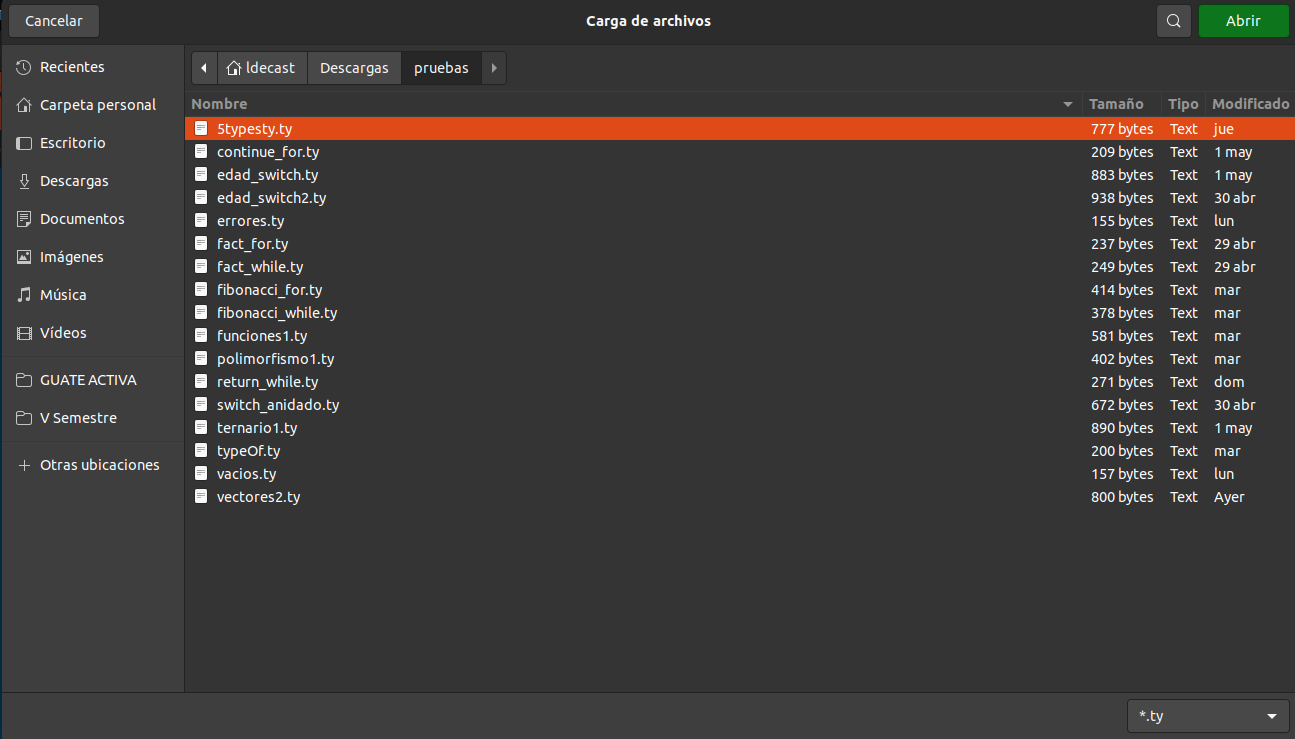 Cancelar
Carga de archivos
Abrir
Recientes
Carpeta personal
Escritorio
Descargas
Documentos
Imágenes
Música
Vídeos
GUATE ACTIVA
V Semestre
Otras ubicaciones
ldecast Descargas pruebas
Nombre Tamaño Tipo Modificado
5typesty.ty 777 bytes Text jue
continue_for.ty 209 bytes Text 1 may
edad_switch.ty 883 bytes Text 1 may
edad_switch2.ty 938 bytes Text 30 abr
errores.ty 155 bytes Text lun
fact_for.ty 237 bytes Text 29 abr
fact_while.ty 249 bytes Text 29 abr
fibonacci_for.ty 414 bytes Text mar
fibonacci_while.ty 378 bytes Text mar
funciones1.ty 581 bytes Text mar
polimorfismo1.ty 402 bytes Text mar
return_while.ty 271 bytes Text dom
switch_anidado.ty 672 bytes Text 30 abr
ternario1.ty 890 bytes Text 1 may
typeOf.ty 200 bytes Text mar
vacios.ty 157 bytes Text lun
vectores2.ty 800 bytes Text Ayer
*.ty